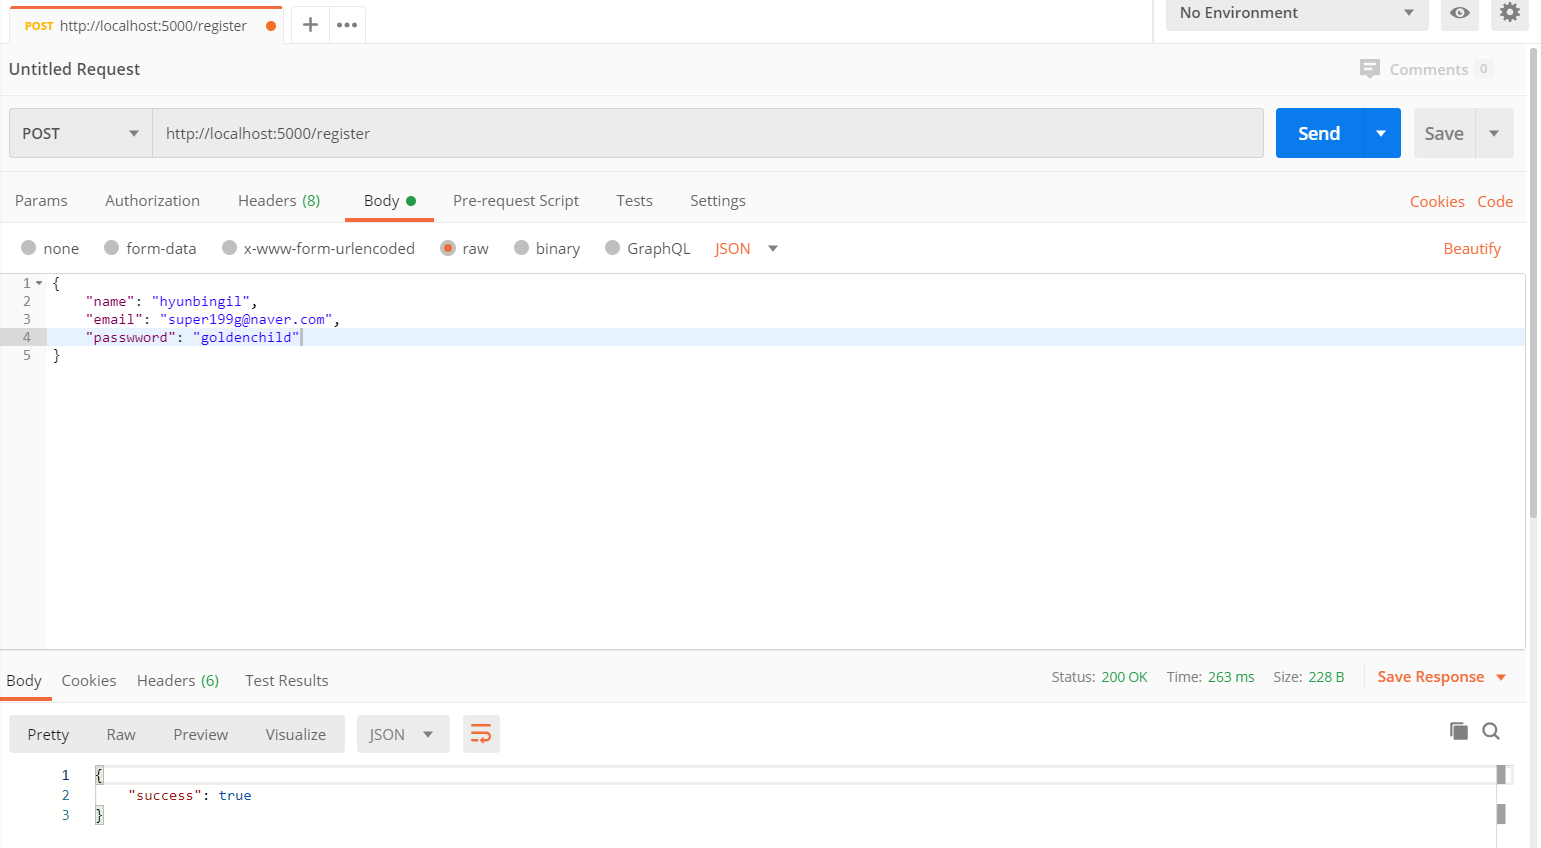 POST http://localhost:5000/register
No Environment
Untitled Request
Comments 0
POST http://localhost:5000/register Send Save
Params Authorization Headers (8) Body Pre-request Script Tests Settings Cookies Code
none form-data x-www-form-urlencoded raw binary GraphQL JSON Beautify
1 {
2 "name": "hyunbingil",
3 "email": "super199g@naver.com",
4 "passwword": "goldenchild"
5 }
Body Cookies Headers (6) Test Results Status: 200 OK Time: 263 ms Size: 228 B Save Response
Pretty Raw Preview Visualize JSON
1 {
2 "success": true
3 }